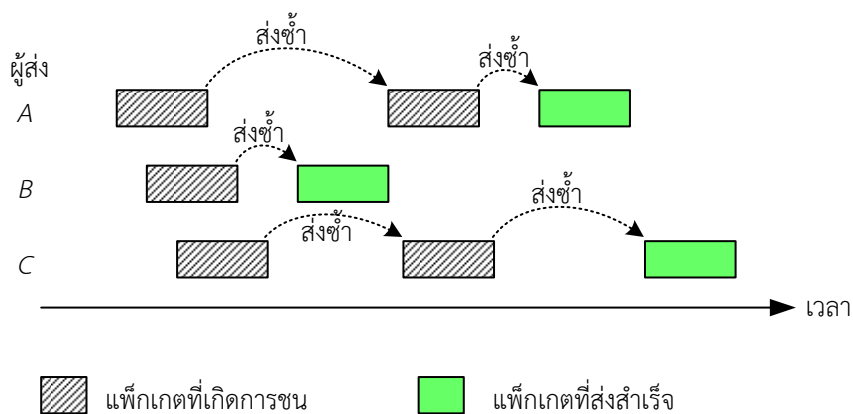 ส่งซ้ำ
ผู้ส่ง
ส่งซ้ำ
A
ส่งซ้ำ
B
ส่งซ้ำ
ส่งซ้ำ
C
เวลา
แพ็กเกตที่เกิดการชน
แพ็กเกตที่ส่งสำเร็จ